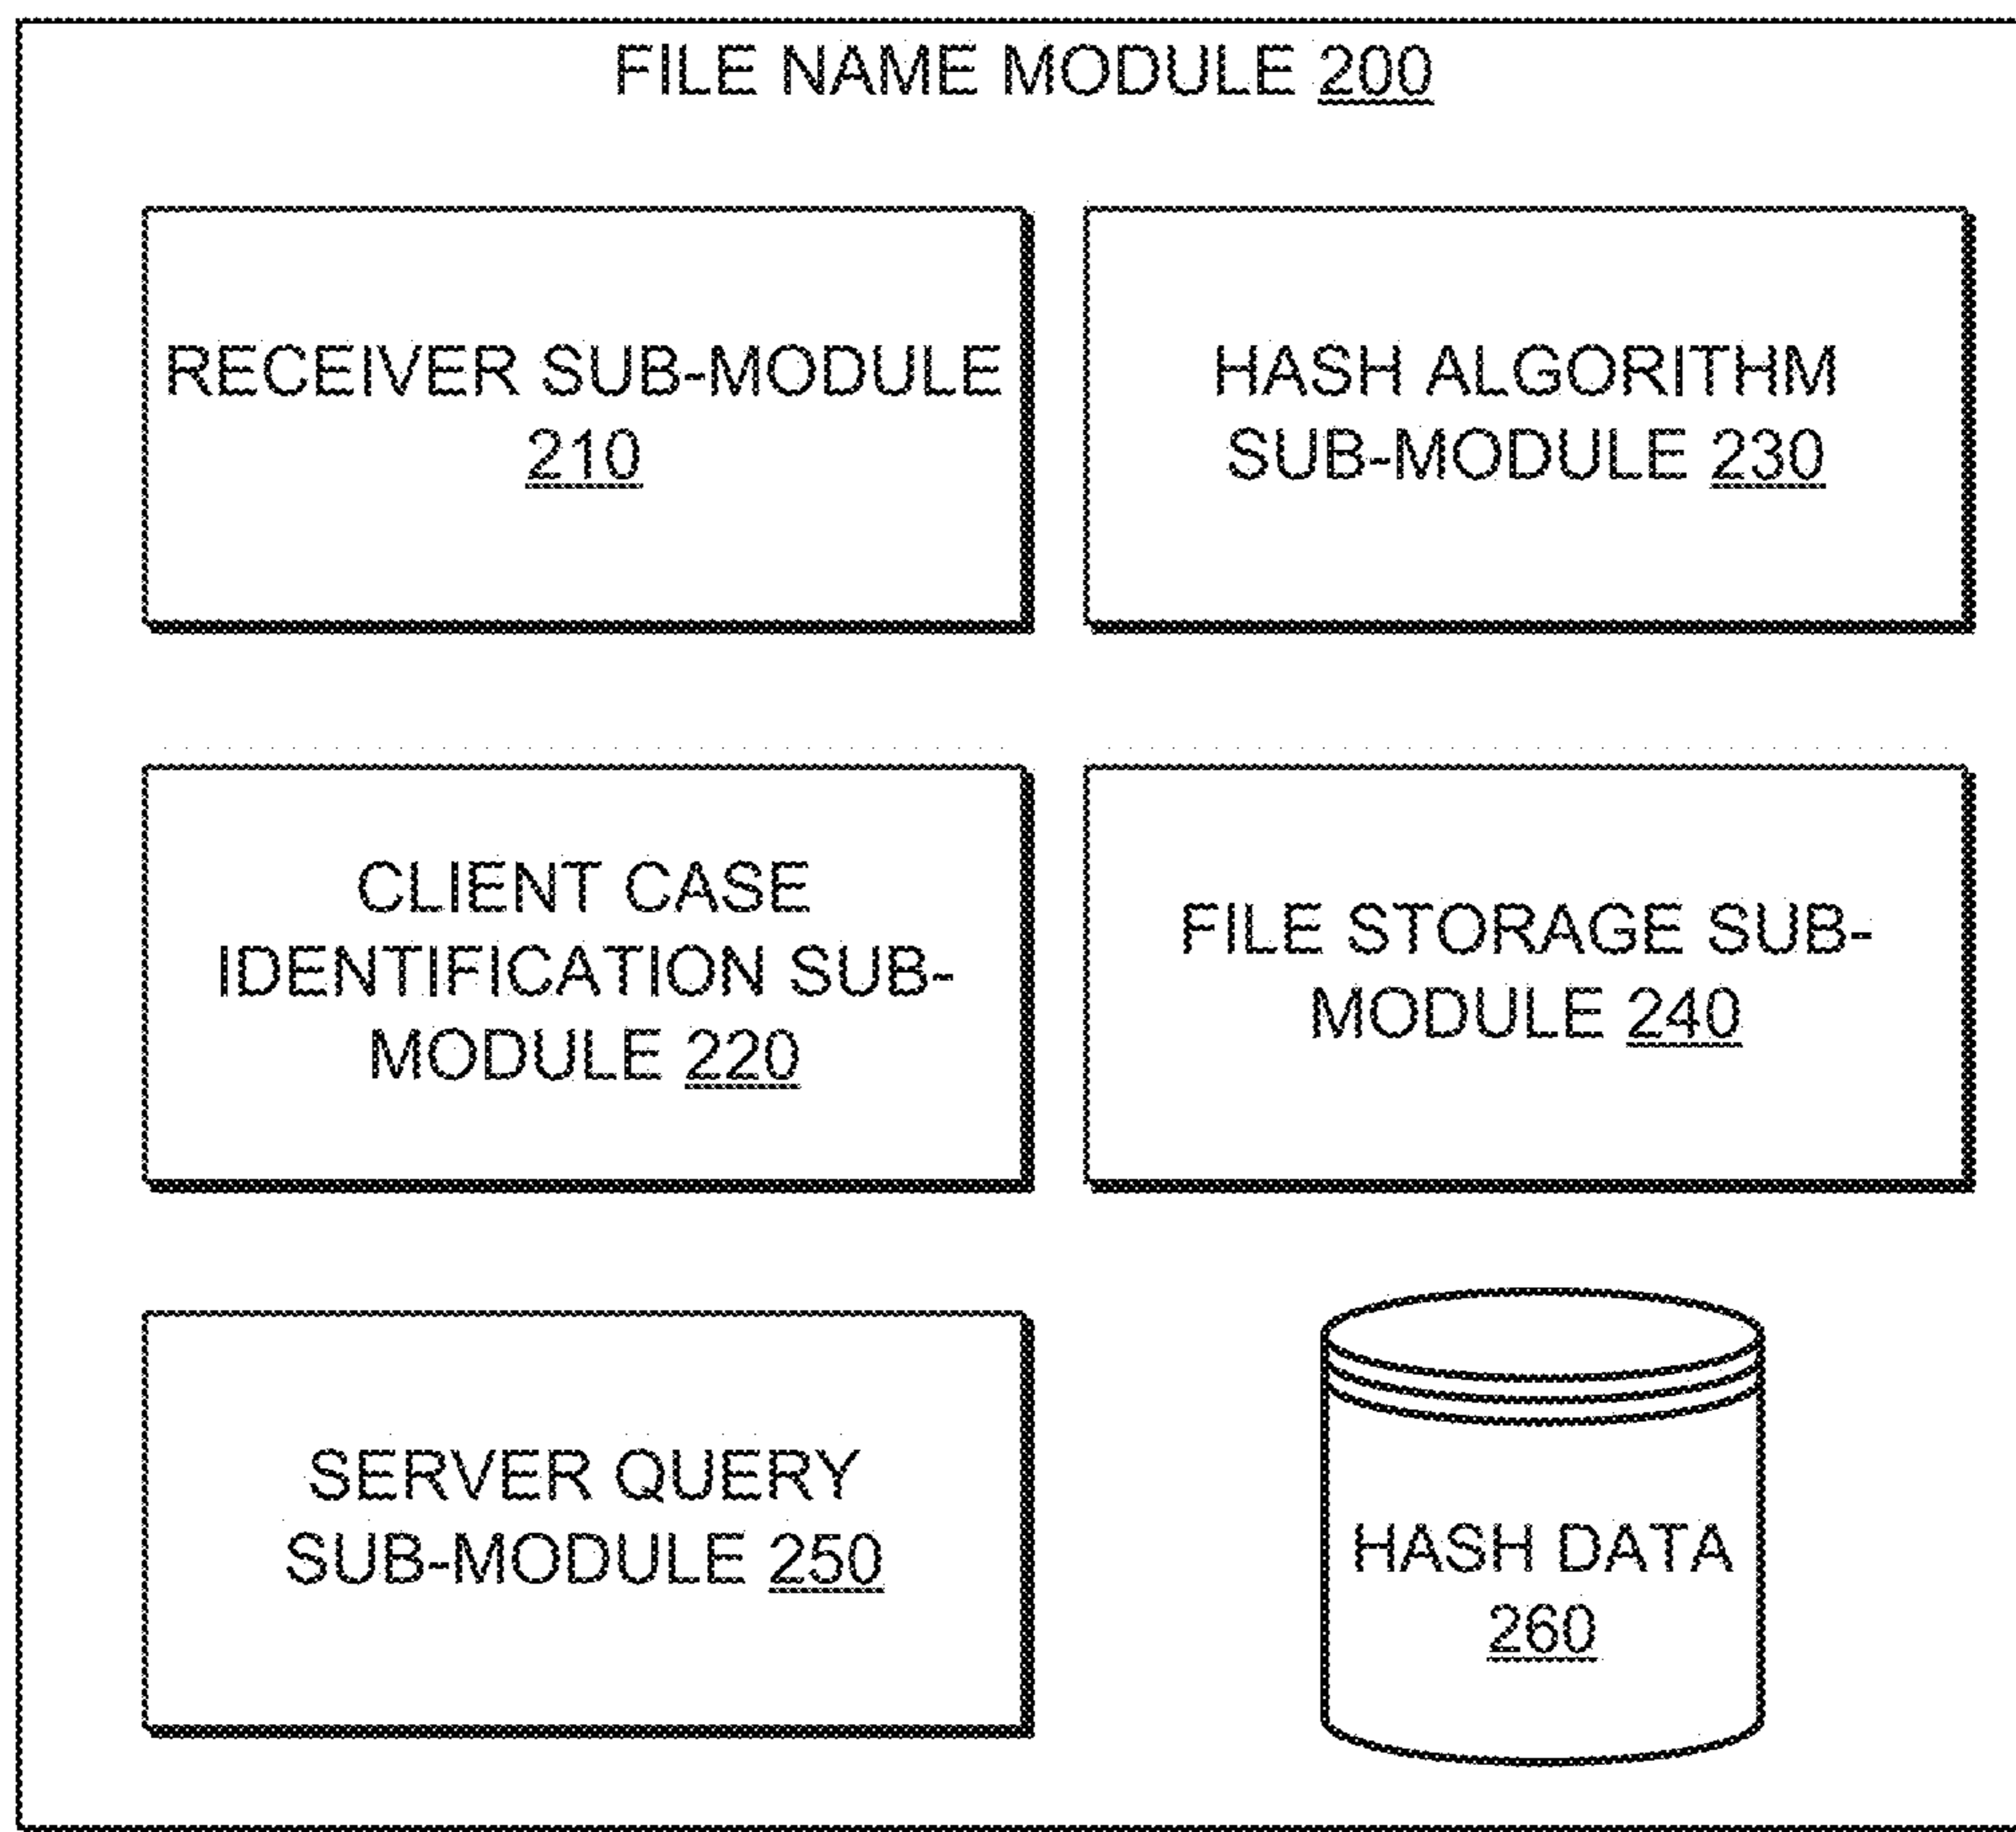 FILE NAME MODULE 200
RECEIVER SUB-MODULE
210
HASH ALGORITHM
SUB-MODULE 230
CLIENT CASE
IDENTIFICATION SUB-
MODULE 220
FILE STORAGE SUB-
MODULE 240
SERVER QUERY
SUB-MODULE 250
HASH DATA
260